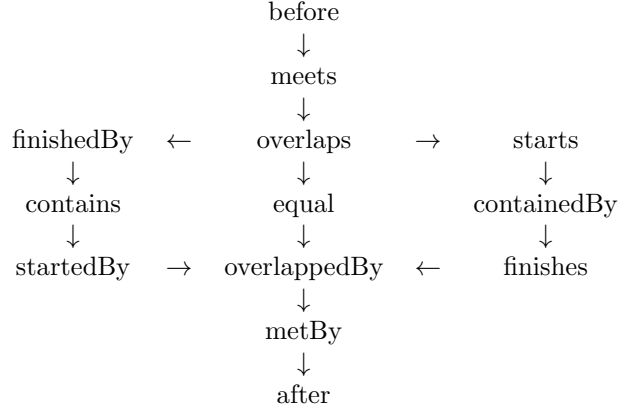 before
↓
meets
↓
finishedBy ← overlaps → starts
↓ ↓ ↓
contains equal containedBy
↓ ↓ ↓
startedBy → overlappedBy ← finishes
↓
metBy
↓
after